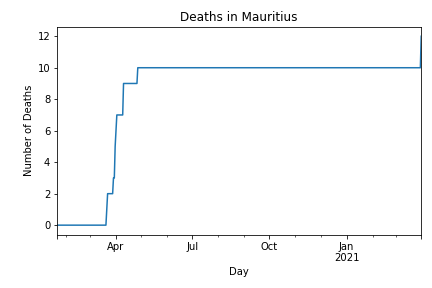 Deaths in Mauritius
12
10
8
6
4
2
0
Number of Deaths
Apr
Jul
Oct
Jan
2021
Day